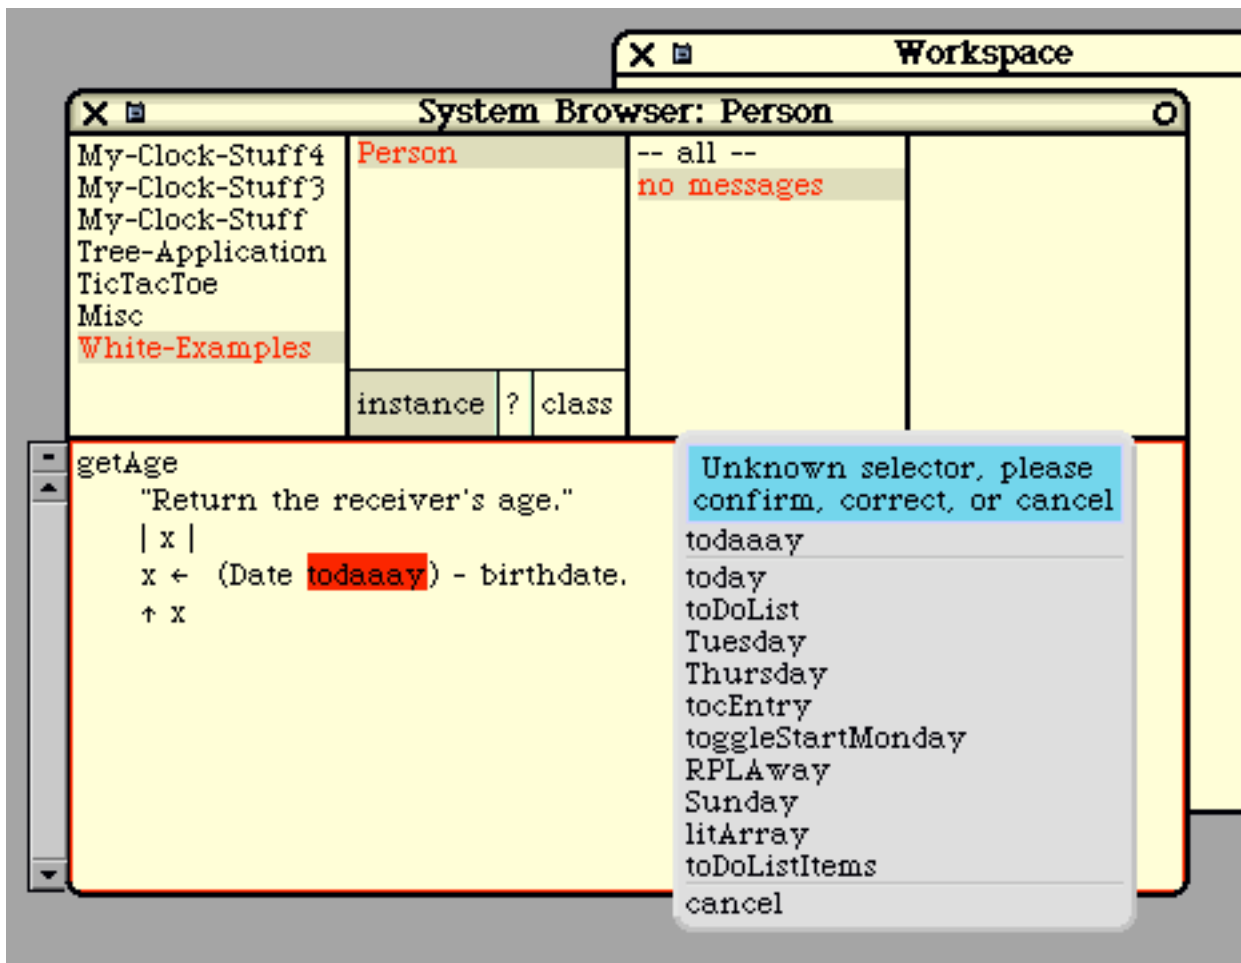 Workspace
System Browser: Person
My-Clock-Stuff4
My-Clock-Stuff3
My-Clock-Stuff
Tree-Application
TicTacToe
Misc
White-Examples
Person
instance ? class
-- all --
no messages
getAge
"Return the receiver's age."
| x |
x ← (Date todaaay) - birthdate.
↑ x
Unknown selector, please
confirm, correct, or cancel
todaaay
today
toDoList
Tuesday
Thursday
tocEntry
toggleStartMonday
RPLAway
Sunday
litArray
toDoListItems
cancel